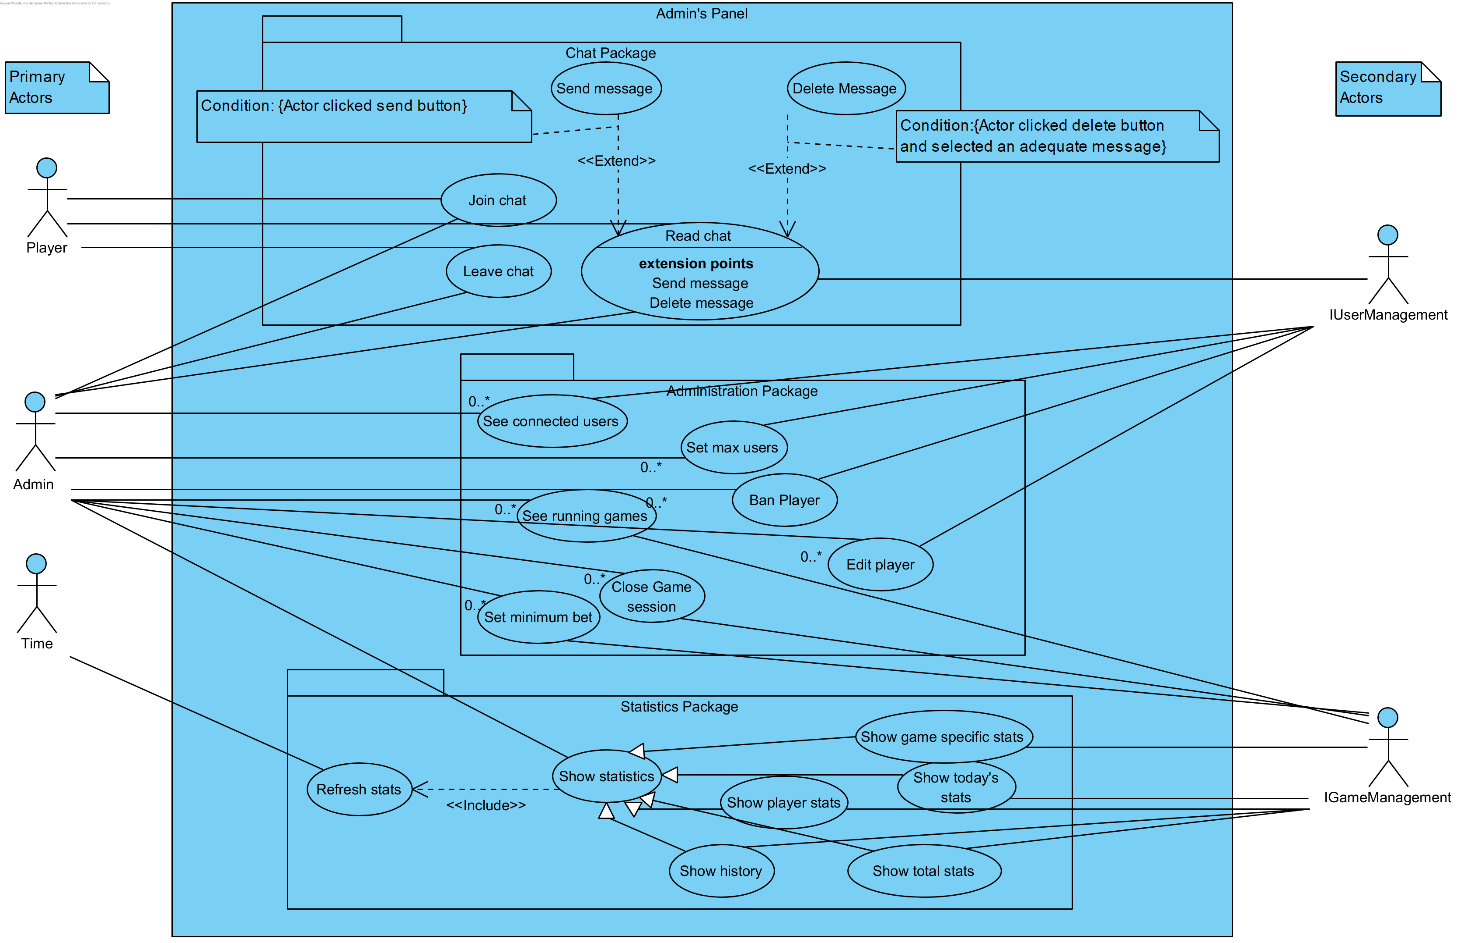 Admin's Panel
Primary
Actors
Secondary
Actors
Chat Package
Send message
Delete Message
Condition: {Actor clicked send button}
Condition:{Actor clicked delete button
and selected an adequate message}
<<Extend>>
<<Extend>>
Join chat
Read chat
extension points
Send message
Delete message
Leave chat
Player
IUserManagement
Administration Package
0..*
See connected users
Set max users
0..*
Admin
Ban Player
0..*
0..*
See running games
0..*
Edit player
0..*
Close Game
session
0..*
Set minimum bet
Time
Statistics Package
Show game specific stats
Show statistics
Refresh stats
<<Include>>
Show today's
stats
Show player stats
IGameManagement
Show history
Show total stats